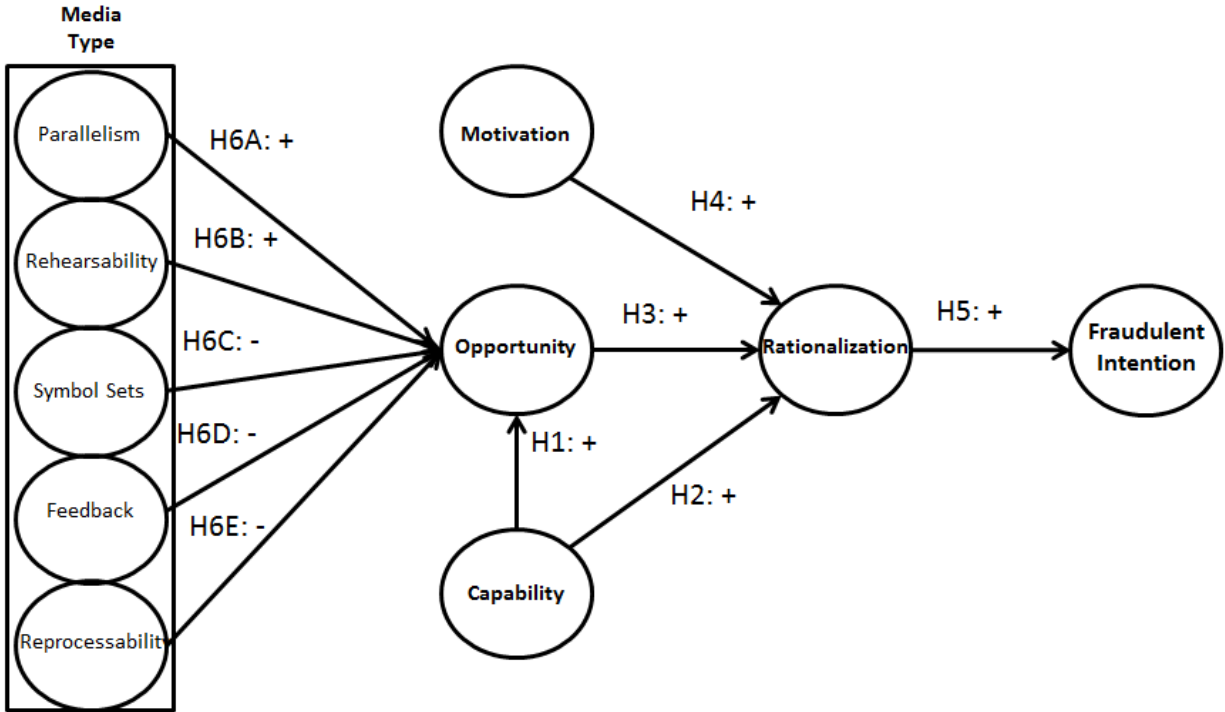 Media
Type
Parallelism
H6A: +
Motivation
Rehearsability
H6B: +
H4: +
Symbol Sets
H6C: -
Opportunity
H3: +
Rationalization
H5: +
Fraudulent
Intention
H6D: -
H1: +
H2: +
Feedback
H6E: -
Capability
Reprocessability